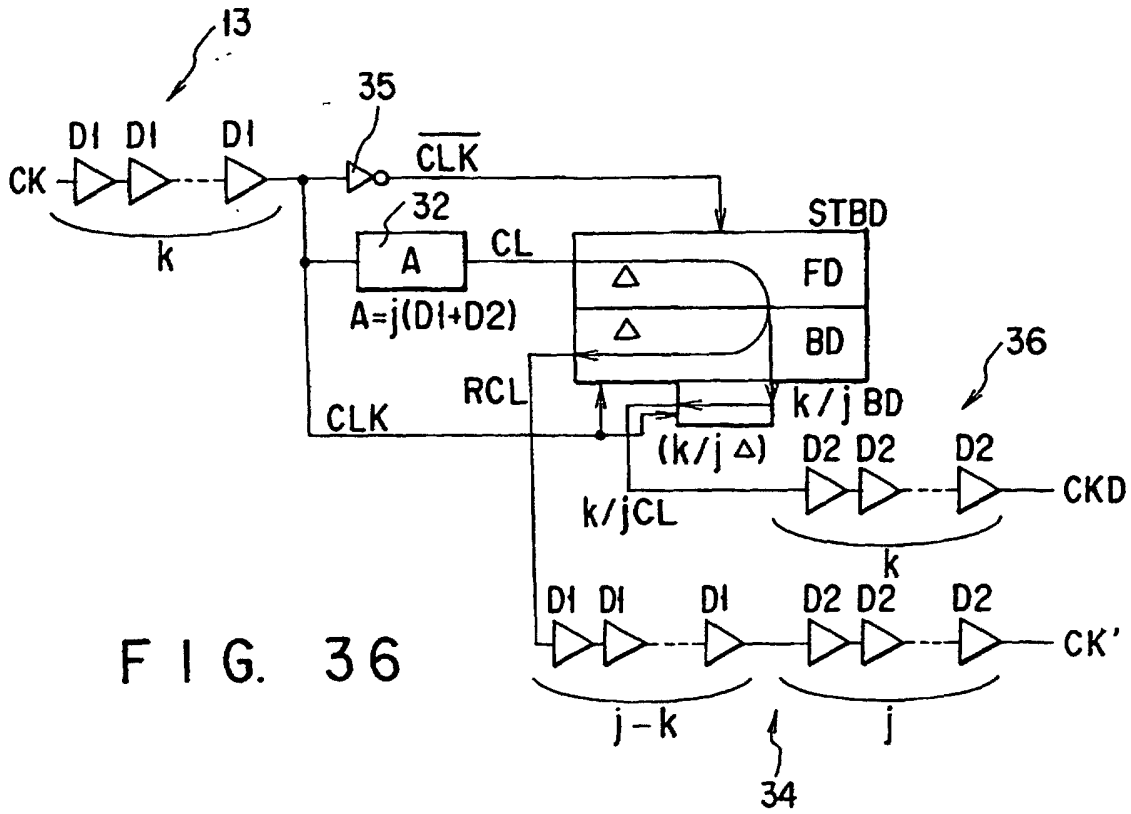 13
35
D1 D1 D1
CK
CLK
k
32
A
CL
STBD
Δ FD
A=j(D1+D2)
Δ BD
36
RCL
k/j BD
CLK
(k/j Δ)
D2 D2 D2
CKD
k/jCL
k
D1 D1 D1 D2 D2 D2
CK'
FIG. 36
j-k j
34